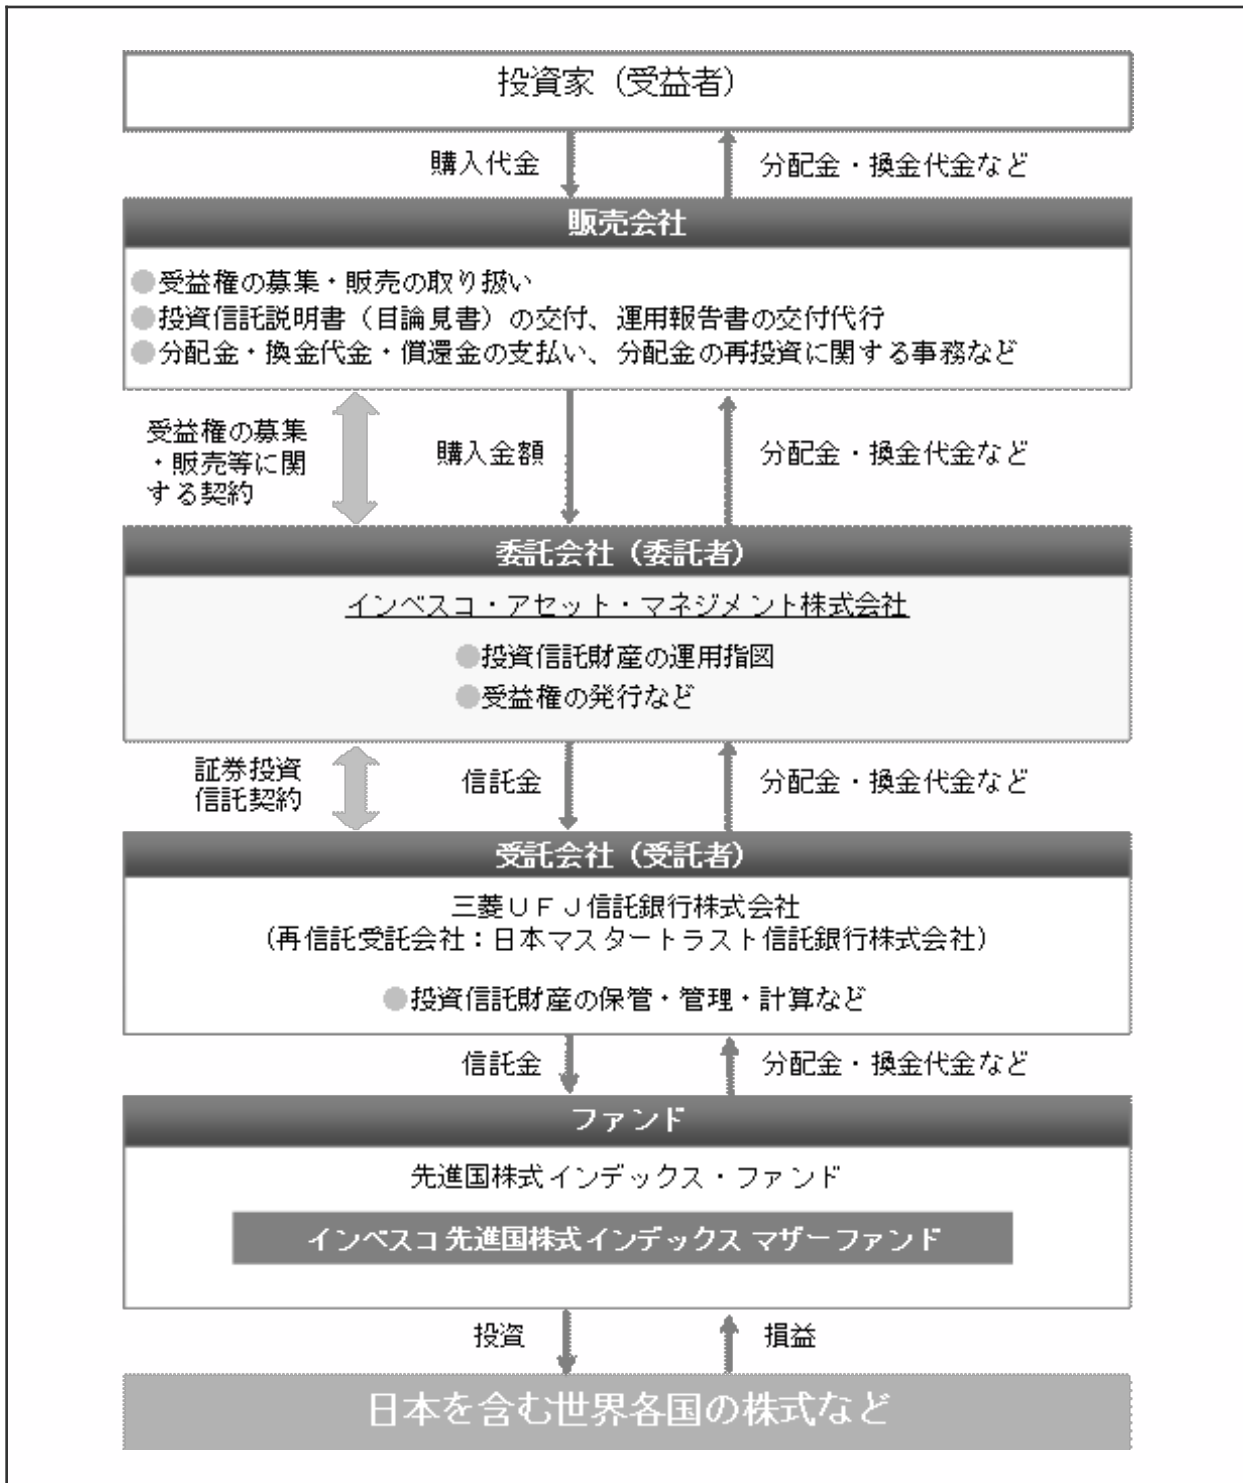 投資家（受益者）
購入代金
分配金・換金代金など
販売会社
●受益権の募集・販売の取り扱い
●投資信託説明書（目論見書）の交付、運用報告書の交付代行
●分配金・換金代金・償還金の支払い、分配金の再投資に関する事務など
受益権の募集
・販売等に関
する契約
購入金額
分配金・換金代金など
委託会社（委託者）
インベスコ・アセット・マネジメント株式会社
●投資信託財産の運用指図
●受益権の発行など
証券投資
信託契約
信託金
分配金・換金代金など
受託会社（受託者）
三菱ＵＦＪ信託銀行株式会社
（再信託受託会社：日本マスタートラスト信託銀行株式会社）
●投資信託財産の保管・管理・計算など
信託金
分配金・換金代金など
ファンド
先進国株式インデックス・ファンド
インベスコ 先進国株式インデックス マザーファンド
投資
損益
日本を含む世界各国の株式など